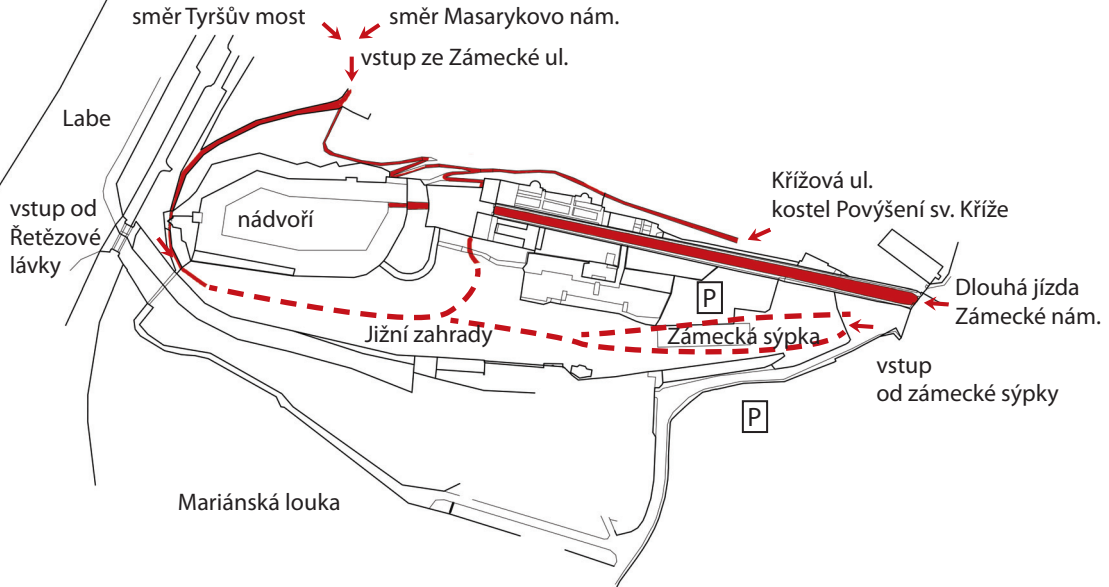 směr Tyršův most
směr Masarykovo nám.
vstup ze Zámecké ul.
Labe
Křížová ul.
kostel Povýšení sv. Kříže
vstup od
Řetězové
lávky
nádvoří
Dlouhá jízda
Zámecké nám.
P
Jižní zahrady
Zámecká sýpka
vstup
od zámecké sýpky
P
Mariánská louka